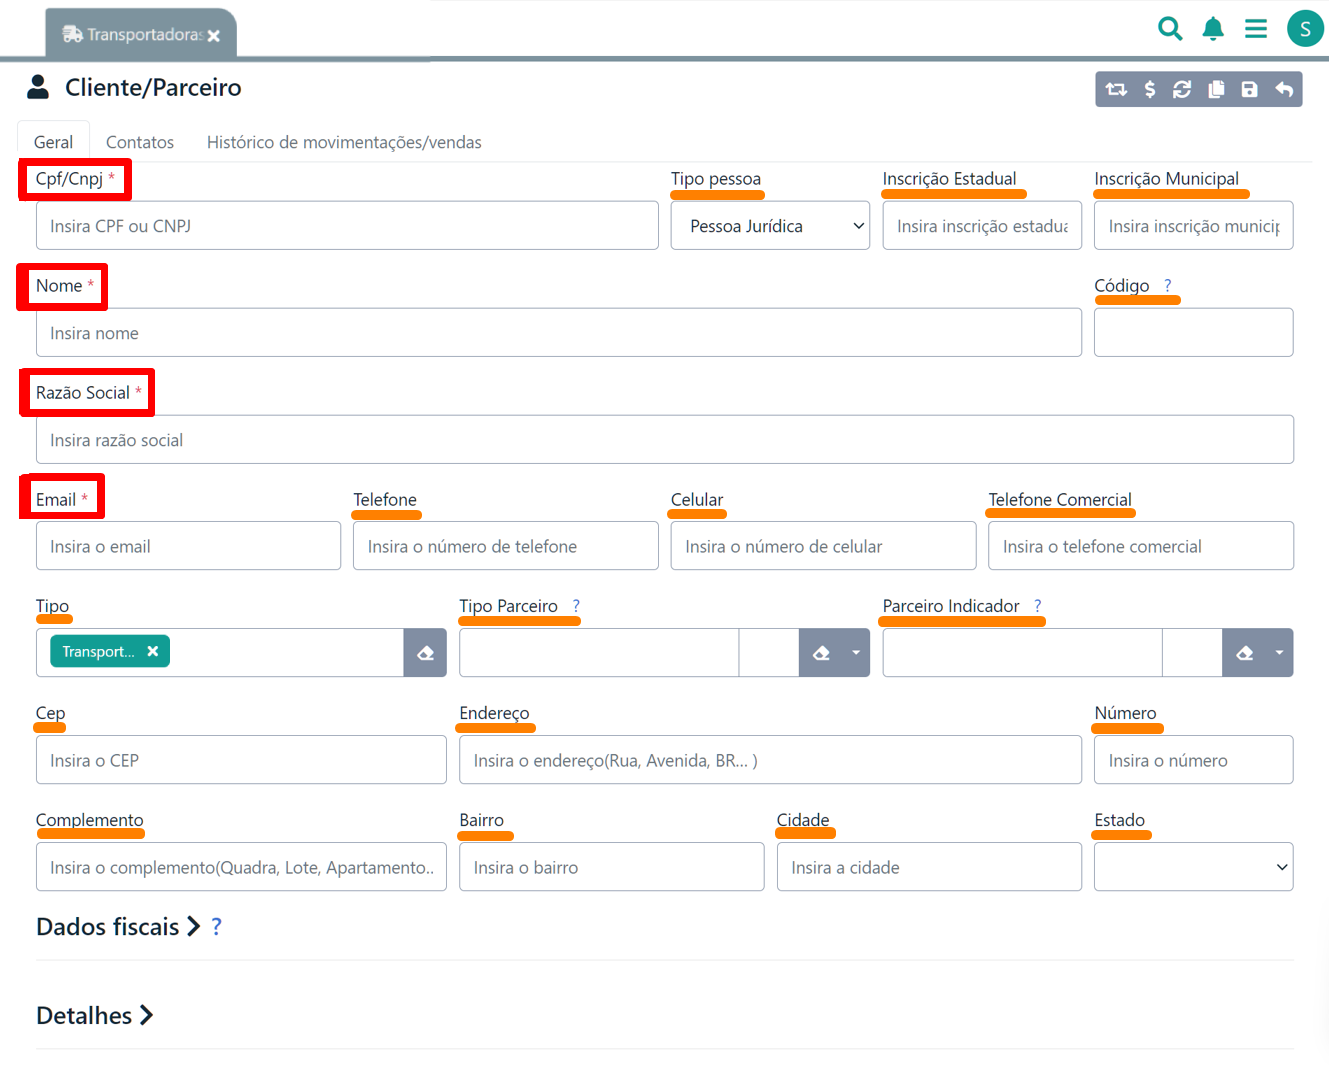 Transportadoras
S
Cliente/Parceiro
Geral Contatos Histórico de movimentações/vendas
Cpf/Cnpj * Tipo pessoa Inscrição Estadual Inscrição Municipal
Insira CPF ou CNPJ Pessoa Jurídica Insira inscrição estadua Insira inscrição municip
Nome * Código ?
Insira nome
Razão Social *
Insira razão social
Email * Telefone Celular Telefone Comercial
Insira o email Insira o número de telefone Insira o número de celular Insira o telefone comercial
Tipo Tipo Parceiro ? Parceiro Indicador ?
Transport...
Cep Endereço Número
Insira o CEP Insira o endereço(Rua, Avenida, BR... ) Insira o número
Complemento Bairro Cidade Estado
Insira o complemento(Quadra, Lote, Apartamento.. Insira o bairro Insira a cidade
Dados fiscais ?
Detalhes